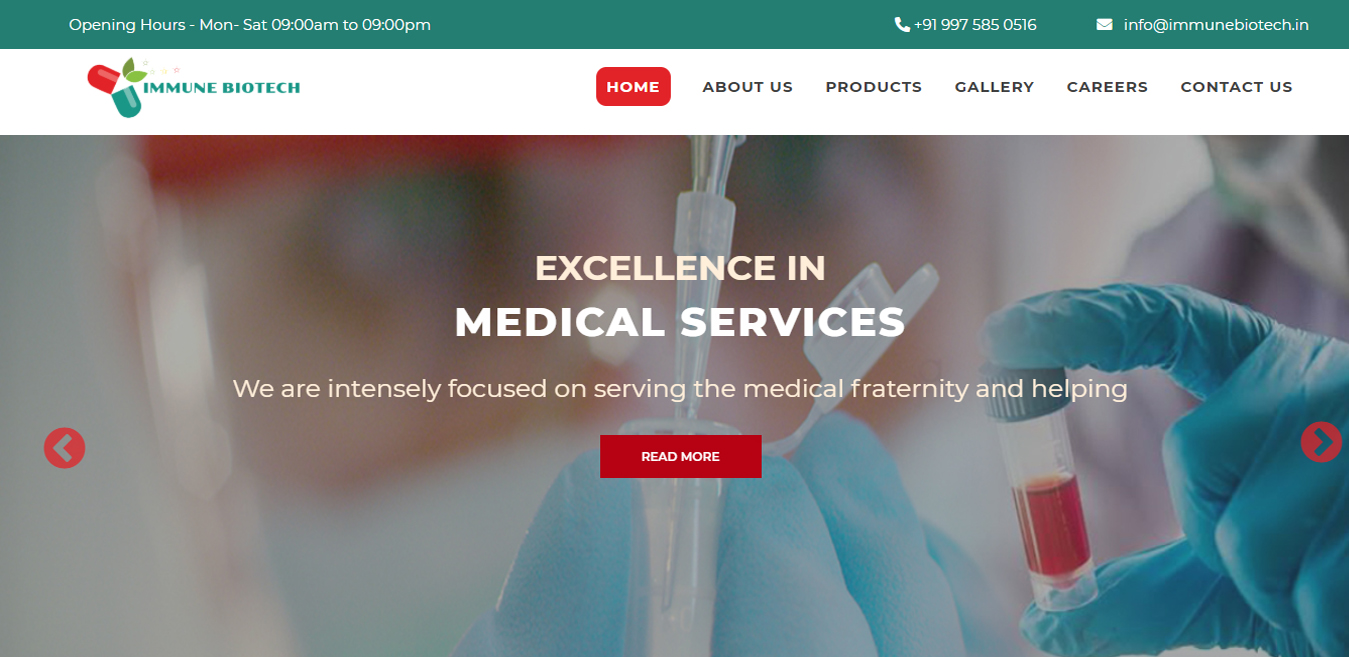 Opening Hours - Mon- Sat 09:00am to 09:00pm
+91 997 585 0516
info@immunebiotech.in
IMMUNE BIOTECH
HOME
ABOUT US
PRODUCTS
GALLERY
CAREERS
CONTACT US
EXCELLENCE IN
MEDICAL SERVICES
We are intensely focused on serving the medical fraternity and helping
READ MORE